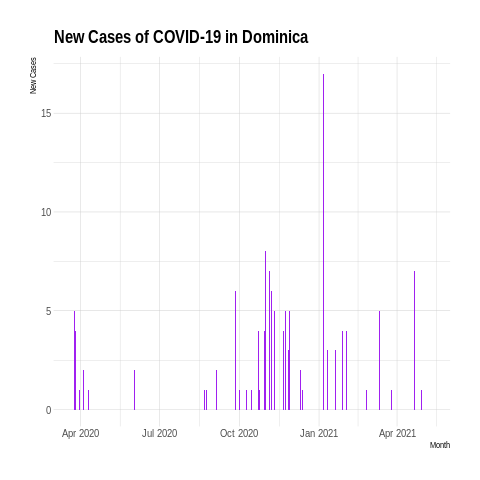 New Cases of COVID-19 in Dominica
New Cases
15
10
5
0
Apr 2020 Jul 2020 Oct 2020 Jan 2021 Apr 2021
Month